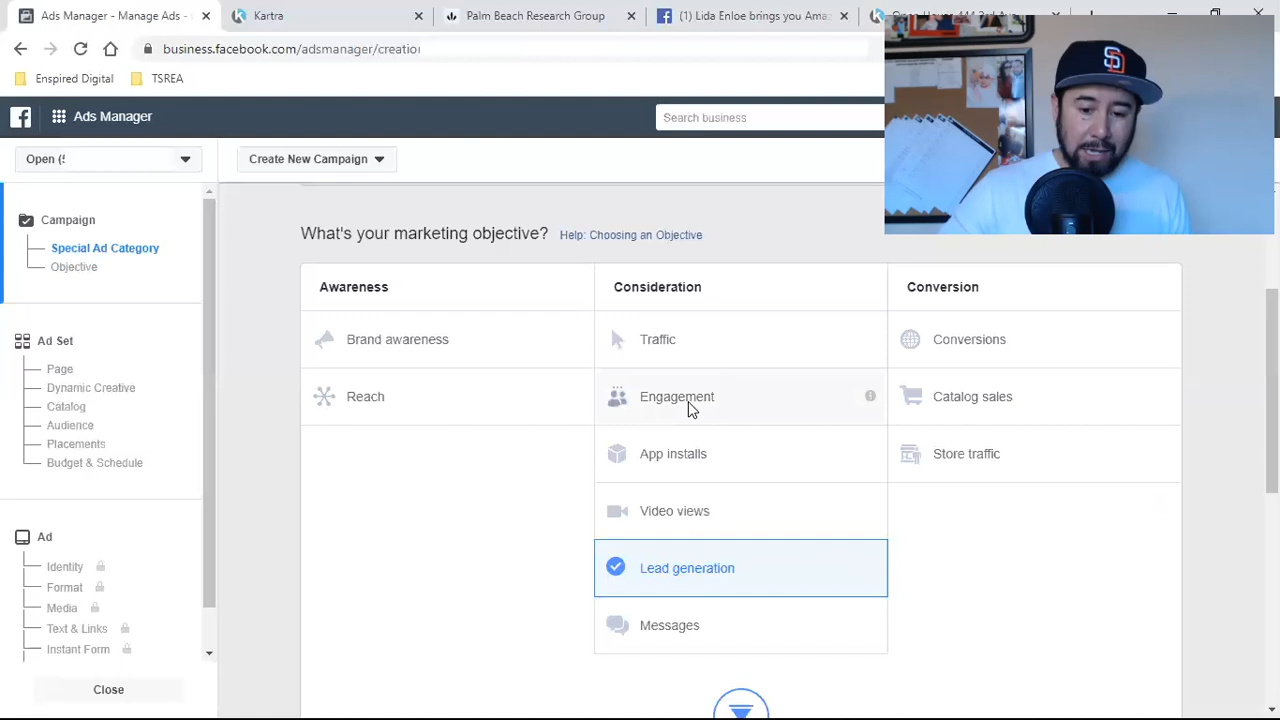 Ads Manager - Manage Ads -
Kartra
Palm Beach Research Group
(1) Lida Enloe brings you Ama
business.facebook.com
Enspired Digital
TSREA
Ads Manager
Search business
Open (
Create New Campaign
Campaign
Special Ad Category
Objective
Ad Set
Page
Dynamic Creative
Catalog
Audience
Placements
Budget & Schedule
Ad
Identity
Format
Media
Text & Links
Instant Form
Close
What's your marketing objective? Help: Choosing an Objective
Awareness
Consideration
Conversion
Brand awareness
Traffic
Conversions
Reach
Engagement
Catalog sales
App installs
Store traffic
Video views
Lead generation
Messages
SD